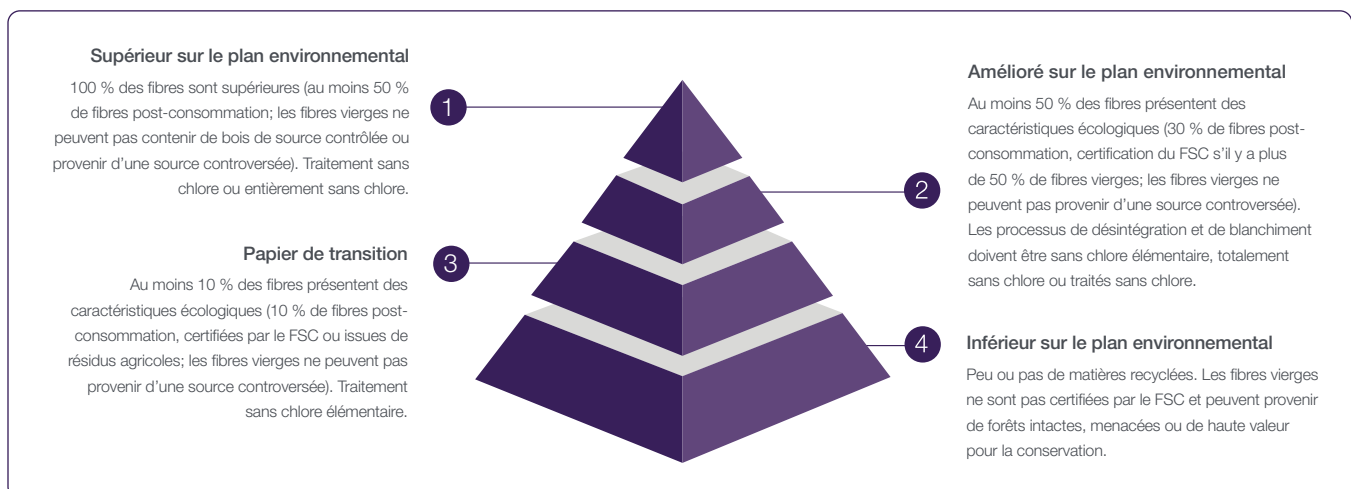 Supérieur sur le plan environnemental
100 % des fibres sont supérieures (au moins 50 %
de fibres post-consommation; les fibres vierges ne
peuvent pas contenir de bois de source contrôlée ou
provenir d'une source controversée). Traitement sans
chlore ou entièrement sans chlore.
1
Amélioré sur le plan environnemental
Au moins 50 % des fibres présentent des
caractéristiques écologiques (30 % de fibres post-
consommation, certification du FSC s'il y a plus
de 50 % de fibres vierges; les fibres vierges ne
peuvent pas provenir d'une source controversée).
Les processus de désintégration et de blanchiment
doivent être sans chlore élémentaire, totalement
sans chlore ou traités sans chlore.
2
Papier de transition
Au moins 10 % des fibres présentent des
caractéristiques écologiques (10 % de fibres post-
consommation, certifiées par le FSC ou issues de
résidus agricoles; les fibres vierges ne peuvent pas
provenir d'une source controversée). Traitement
sans chlore élémentaire.
3
4
Inférieur sur le plan environnemental
Peu ou pas de matières recyclées. Les fibres vierges
ne sont pas certifiées par le FSC et peuvent provenir
de forêts intactes, menacées ou de haute valeur
pour la conservation.